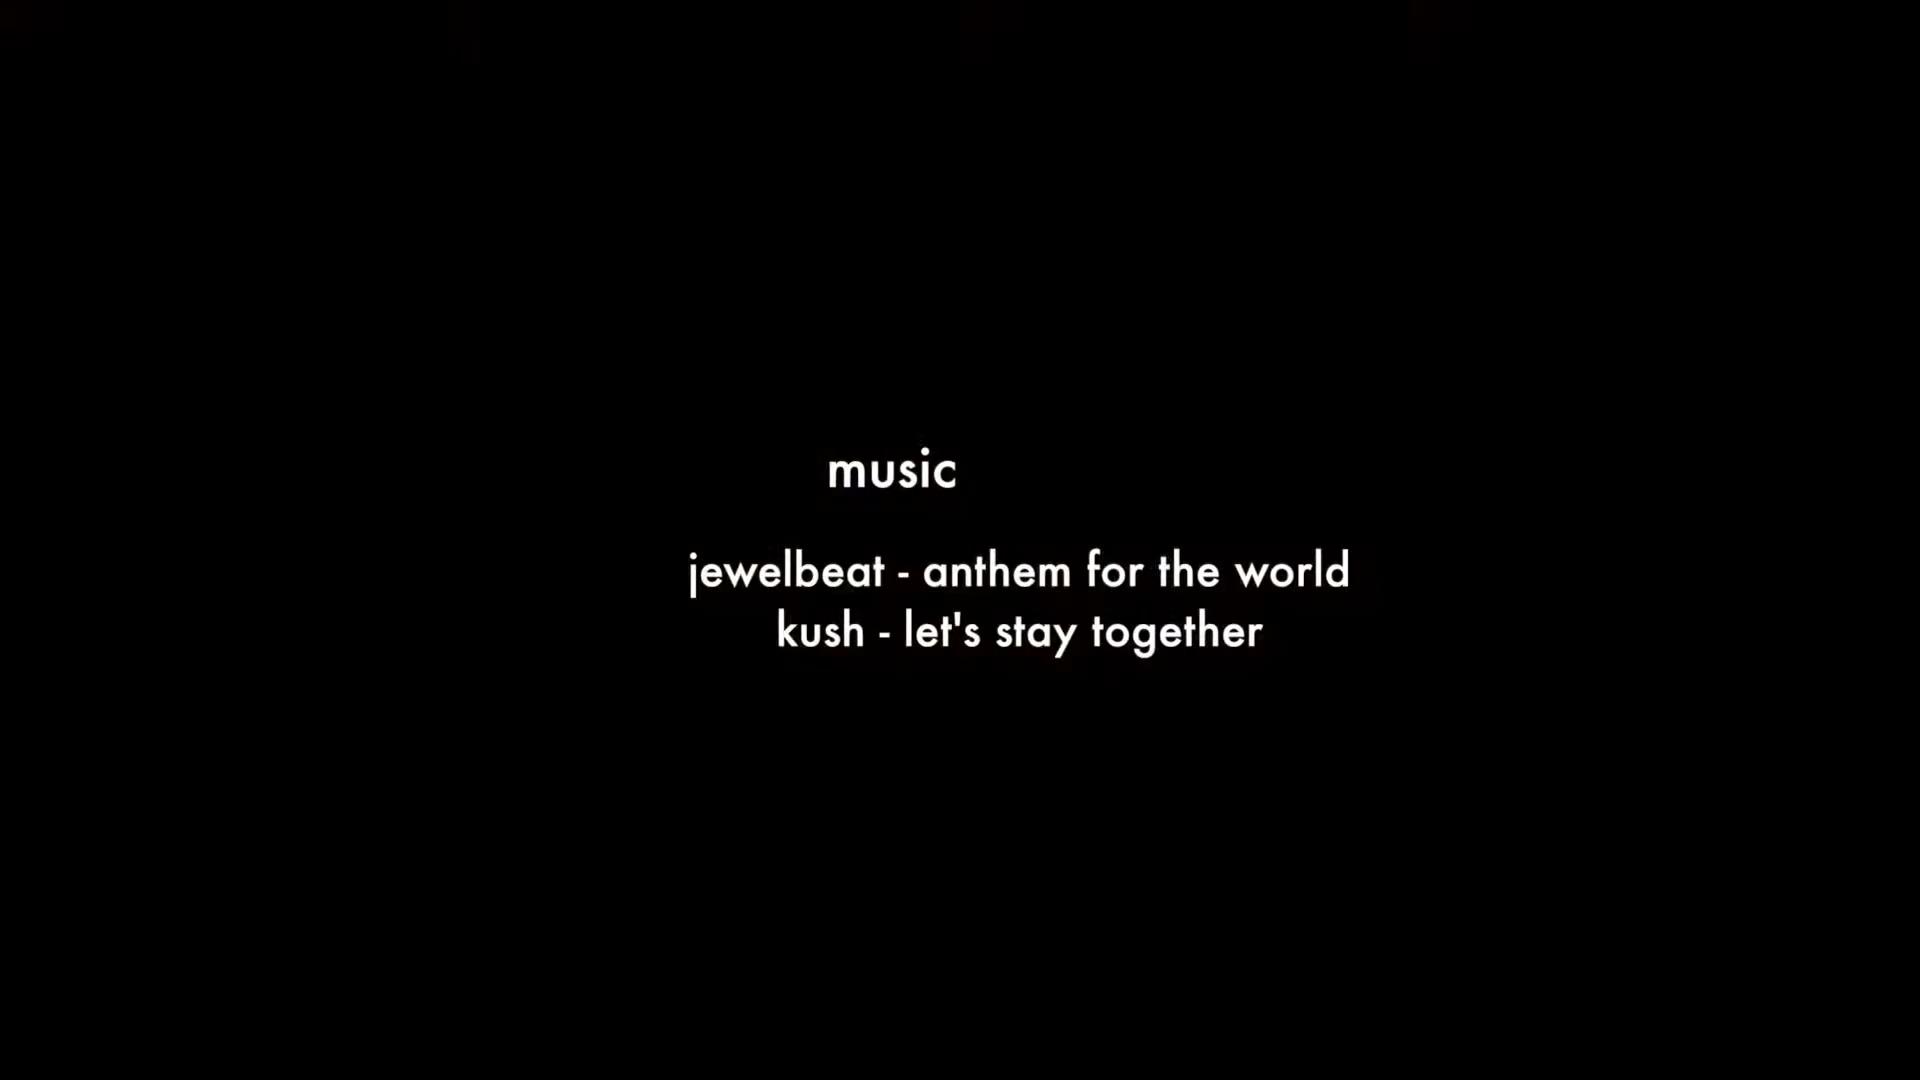 music
jewelbeat - anthem for the world
kush - let's stay together